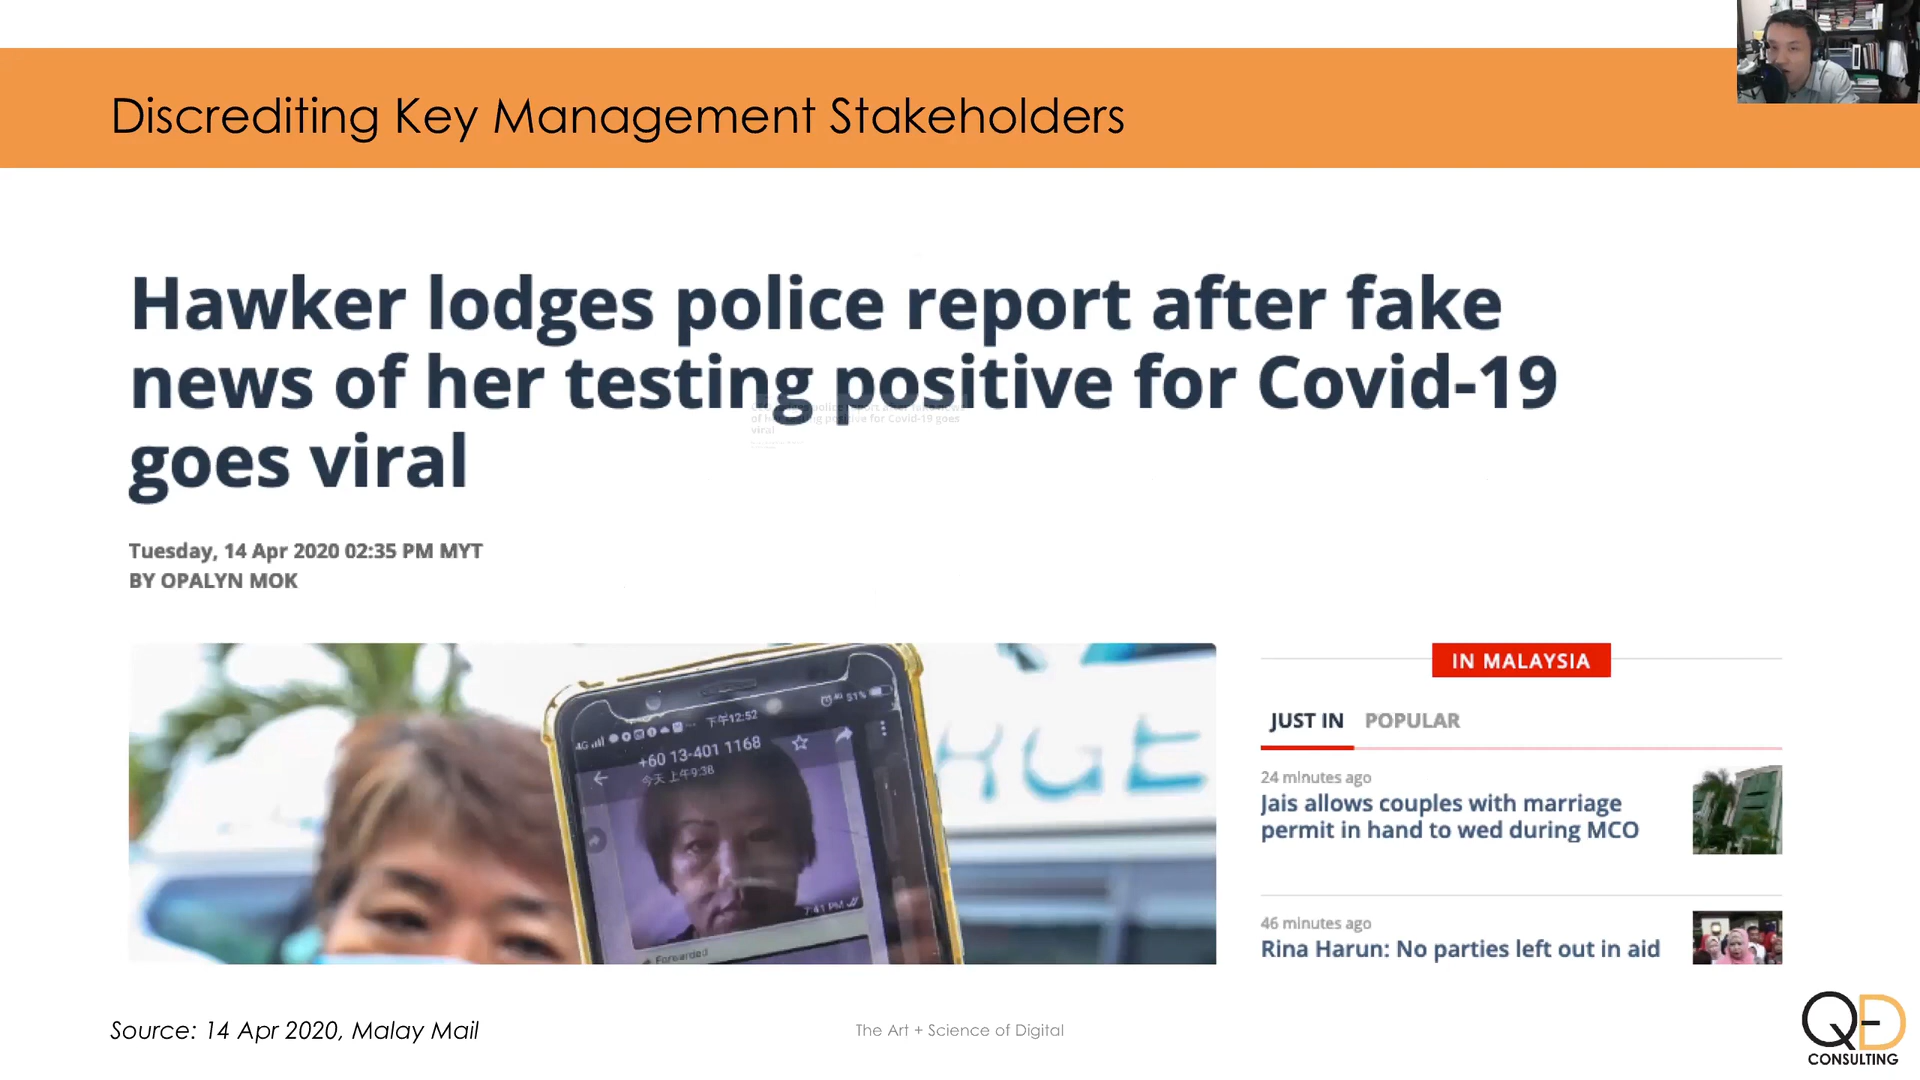 Discrediting Key Management Stakeholders
Hawker lodges police report after fake
news of her testing positive for Covid-19
goes viral
Tuesday, 14 Apr 2020 02:35 PM MYT
BY OPALYN MOK
下午12:52
51%
4G
+60 13-401 1168
今天 上午9:38
7:41 PM
Forwarded
IN MALAYSIA
JUST IN POPULAR
24 minutes ago
Jais allows couples with marriage
permit in hand to wed during MCO
46 minutes ago
Rina Harun: No parties left out in aid
Source: 14 Apr 2020, Malay Mail
The Art + Science of Digital
QED
CONSULTING